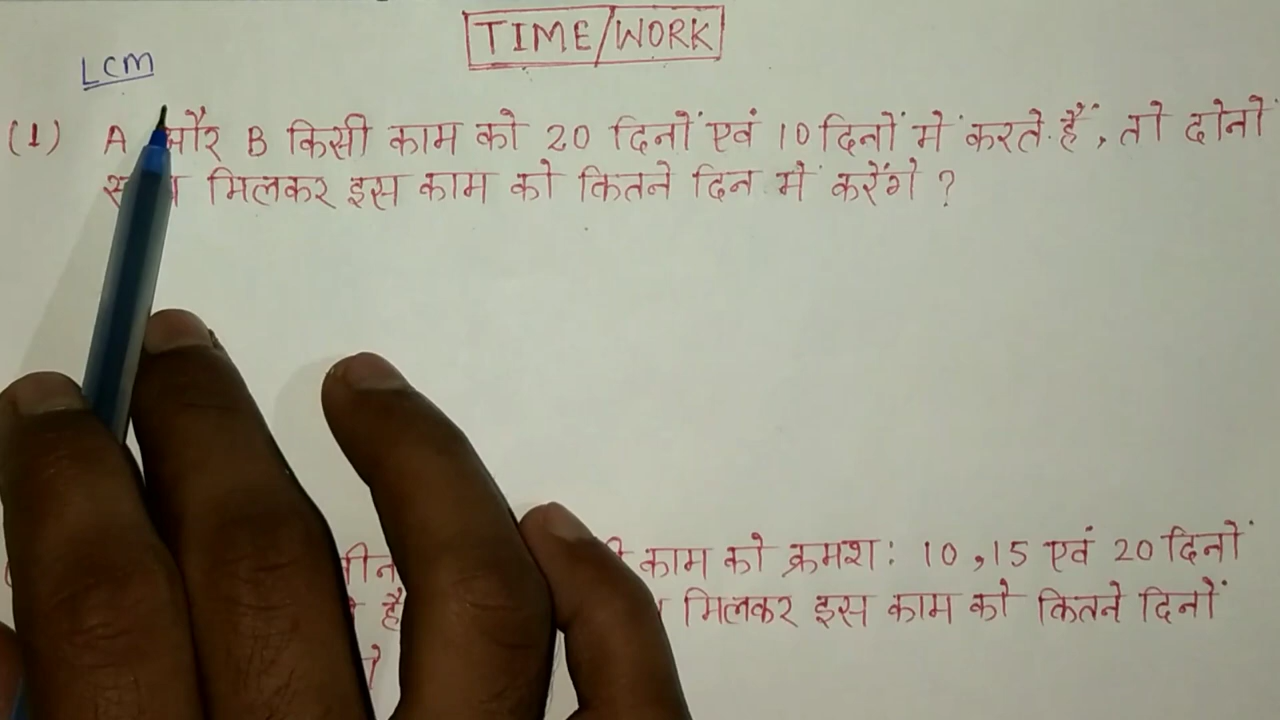 TIME/WORK
LCM
(1) A और B किसी काम को 20 दिनों एवं 10 दिनों में करते हैं, तो दोनों
मिलकर इस काम को कितने दिन में करेंगे ?
काम को क्रमश: 10, 15 एवं 20 दिनों
मिलकर इस काम को कितने दिनों